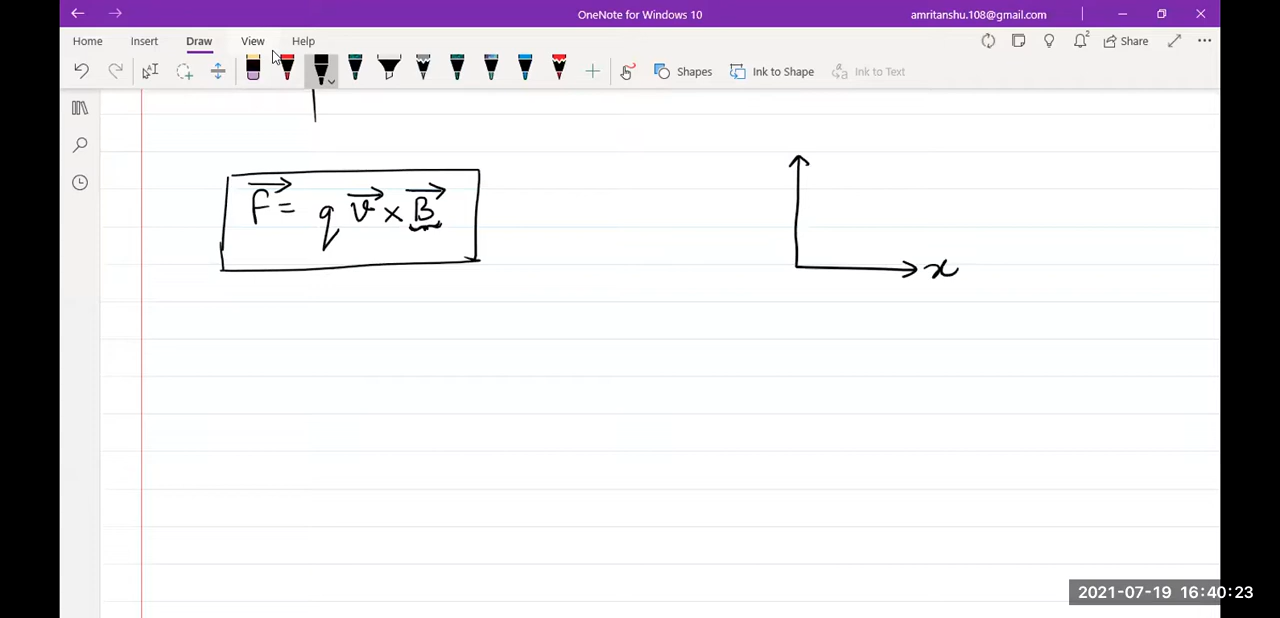 OneNote for Windows 10
amritanshu.108@gmail.com
Home Insert Draw View Help
2
Share
Shapes
Ink to Shape
Ink to Text
F⃗ = q v⃗ × B⃗
x
2021-07-19 16:40:23